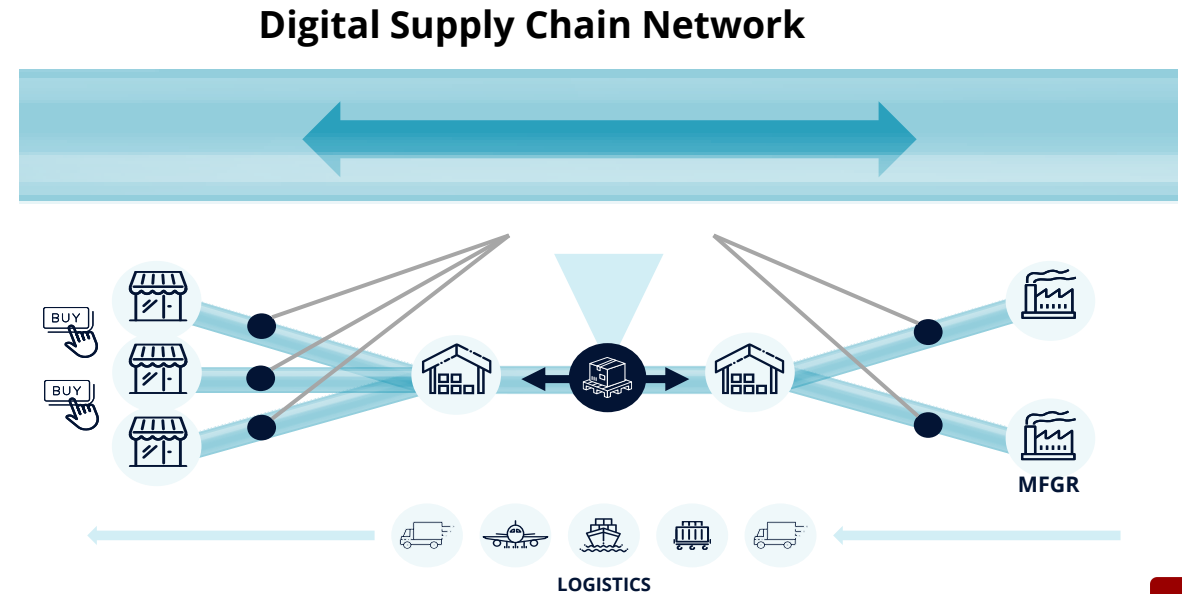 Digital Supply Chain Network
BUY
BUY
MFGR
LOGISTICS